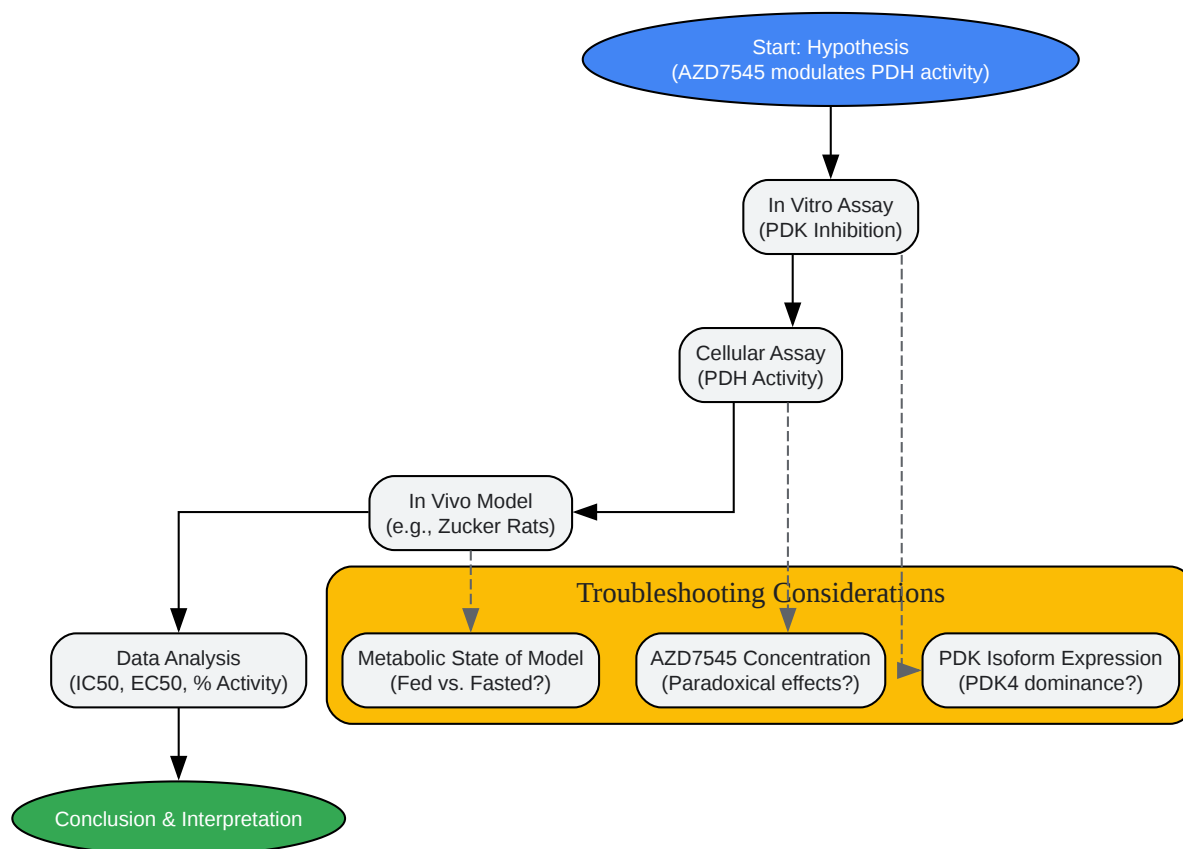 Start: Hypothesis
(AZD7545 modulates PDH activity)
In Vitro Assay
(PDK Inhibition)
Cellular Assay
(PDH Activity)
In Vivo Model
(e.g., Zucker Rats)
Troubleshooting Considerations
Data Analysis
(IC50, EC50, % Activity)
Metabolic State of Model
(Fed vs. Fasted?)
AZD7545 Concentration
(Paradoxical effects?)
PDK Isoform Expression
(PDK4 dominance?)
Conclusion & Interpretation